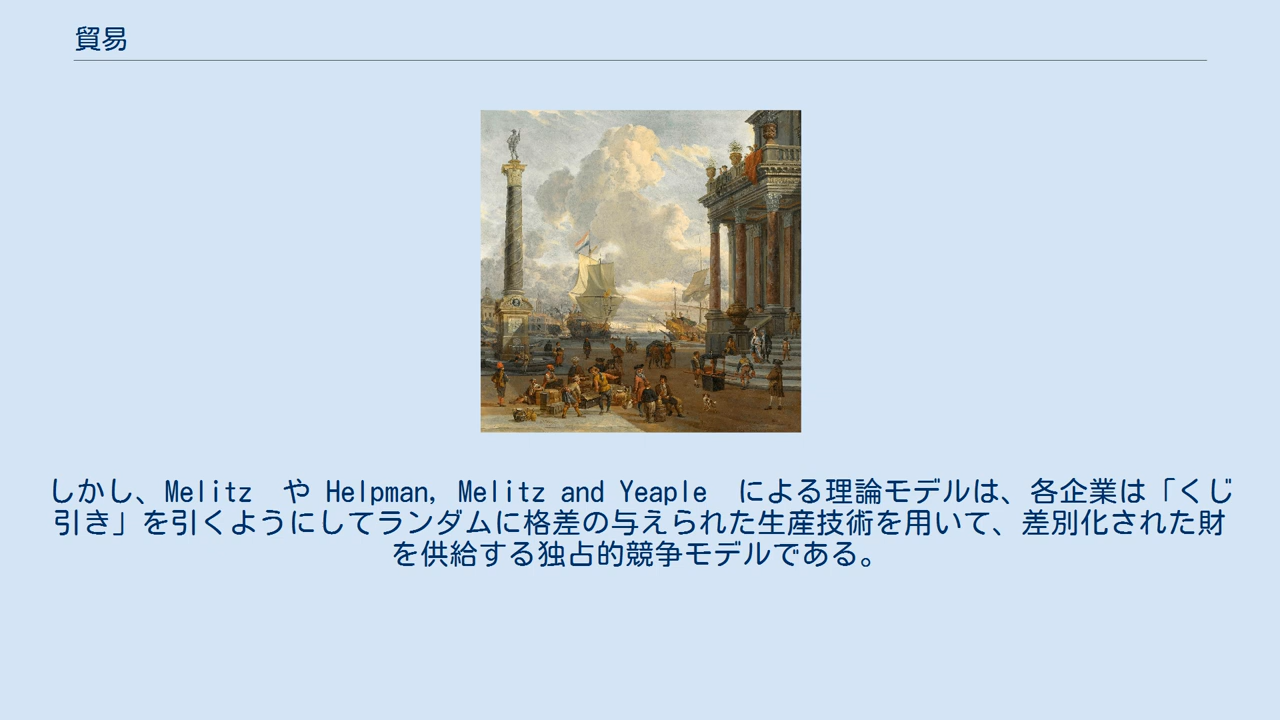 貿易
しかし、Melitz や Helpman, Melitz and Yeaple による理論モデルは、各企業は「くじ
引き」を引くようにしてランダムに格差の与えられた生産技術を用いて、差別化された財
を供給する独占的競争モデルである。